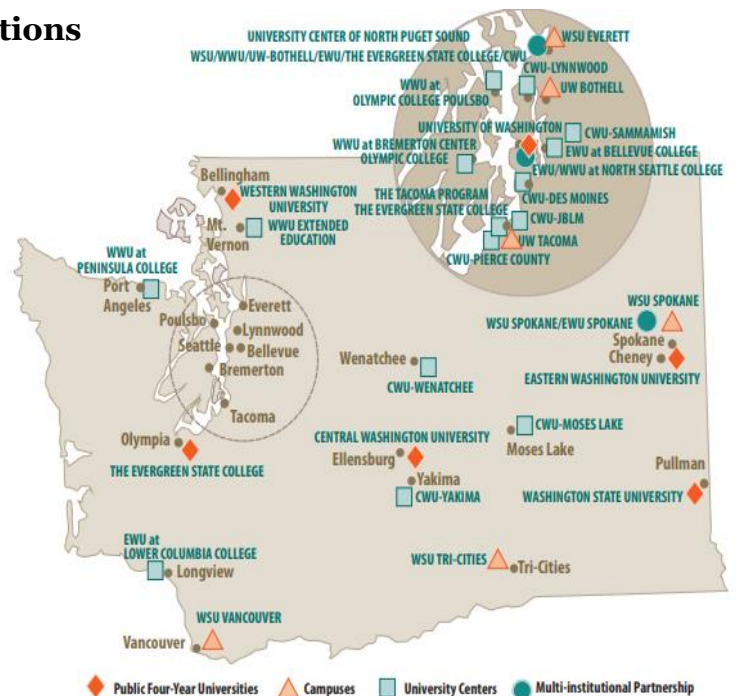 tions
UNIVERSITY CENTER OF NORTH PUGET SOUND
WSU EVERETT
WSU/WWU/UW-BOTHELL/EWU/THE EVERGREEN STATE COLLEGE/CWU
CWU-LYNNWOOD
WWU at
OLYMPIC COLLEGE POULSBO
UW BOTHELL
UNIVERSITY OF WASHINGTON
CWU-SAMMAMISH
WWU at BREMERTON CENTER
OLYMPIC COLLEGE
EWU at BELLEVUE COLLEGE
EWU/WWU at NORTH SEATTLE COLLEGE
THE TACOMA PROGRAM
THE EVERGREEN STATE COLLEGE
CWU-DES MOINES
CWU-JBLM
UW TACOMA
CWU-PIERCE COUNTY
Bellingham
WESTERN WASHINGTON
UNIVERSITY
Mt.
Vernon
WWU EXTENDED
EDUCATION
WWU at
PENINSULA COLLEGE
Port
Angeles
Everett
Poulsbo
Lynnwood
Seattle
Bellevue
Bremerton
Tacoma
WSU SPOKANE
WSU SPOKANE/EWU SPOKANE
Spokane
Cheney
EASTERN WASHINGTON UNIVERSITY
Wenatchee
CWU-WENATCHEE
CWU-MOSES LAKE
Moses Lake
Olympia
THE EVERGREEN STATE COLLEGE
CENTRAL WASHINGTON UNIVERSITY
Ellensburg
Yakima
CWU-YAKIMA
Pullman
WASHINGTON STATE UNIVERSITY
EWU at
LOWER COLUMBIA COLLEGE
Longview
WSU TRI-CITIES
Tri-Cities
WSU VANCOUVER
Vancouver
Public Four-Year Universities
Campuses
University Centers
Multi-institutional Partnership